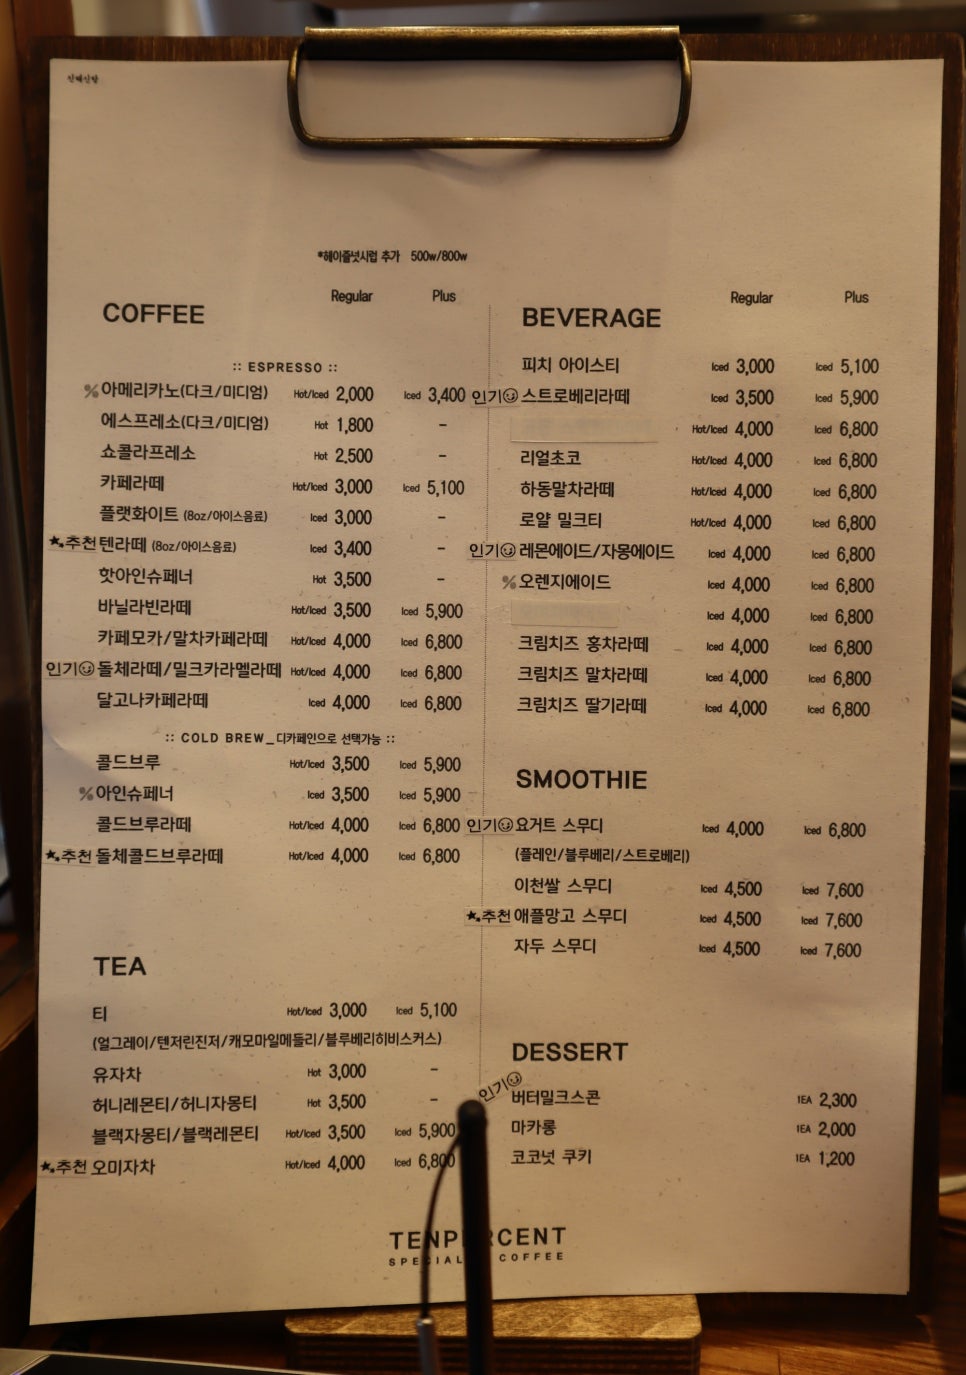 *헤이즐넛시럽 추가 500w/800w
Regular Plus
COFFEE
:: ESPRESSO ::
% 아메리카노(다크/미디엄) Hot/Iced 2,000 Iced 3,400
에스프레소(다크/미디엄) Hot 1,800 –
쇼콜라프레소 Hot 2,500 –
카페라떼 Hot/Iced 3,000 Iced 5,100
플랫화이트 (8oz/아이스음료) Iced 3,000 –
★추천 텐라떼 (8oz/아이스음료) Iced 3,400 –
핫아인슈페너 Hot 3,500 –
바닐라빈라떼 Hot/Iced 3,500 Iced 5,900
카페모카/말차카페라떼 Hot/Iced 4,000 Iced 6,800
인기 돌체라떼/밀크카라멜라떼 Hot/Iced 4,000 Iced 6,800
달고나카페라떼 Iced 4,000 Iced 6,800
:: COLD BREW_디카페인으로 선택가능 ::
콜드브루 Hot/Iced 3,500 Iced 5,900
% 아인슈페너 Iced 3,500 Iced 5,900
콜드브루라떼 Hot/Iced 4,000 Iced 6,800
★추천 돌체콜드브루라떼 Hot/Iced 4,000 Iced 6,800
TEA
티 Hot/Iced 3,000 Iced 5,100
(얼그레이/텐저린진저/캐모마일메들리/블루베리히비스커스)
유자차 Hot 3,000 –
허니레몬티/허니자몽티 Hot 3,500 –
블랙자몽티/블랙레몬티 Hot/Iced 3,500 Iced 5,900
★추천 오미자차 Hot/Iced 4,000 Iced 6,800
Regular Plus
BEVERAGE
피치 아이스티 Iced 3,000 Iced 5,100
인기 스트로베리라떼 Iced 3,500 Iced 5,900
Hot/Iced 4,000 Iced 6,800
리얼초코 Hot/Iced 4,000 Iced 6,800
하동말차라떼 Hot/Iced 4,000 Iced 6,800
로얄 밀크티 Hot/Iced 4,000 Iced 6,800
인기 레몬에이드/자몽에이드 Iced 4,000 Iced 6,800
% 오렌지에이드 Iced 4,000 Iced 6,800
Iced 4,000 Iced 6,800
크림치즈 홍차라떼 Iced 4,000 Iced 6,800
크림치즈 말차라떼 Iced 4,000 Iced 6,800
크림치즈 딸기라떼 Iced 4,000 Iced 6,800
SMOOTHIE
인기 요거트 스무디 Iced 4,000 Iced 6,800
(플레인/블루베리/스트로베리)
이천쌀 스무디 Iced 4,500 Iced 7,600
★추천 애플망고 스무디 Iced 4,500 Iced 7,600
자두 스무디 Iced 4,500 Iced 7,600
DESSERT
인기 버터밀크스콘 1EA 2,300
마카롱 1EA 2,000
코코넛 쿠키 1EA 1,200
TENPERCENT
SPECIALTY COFFEE